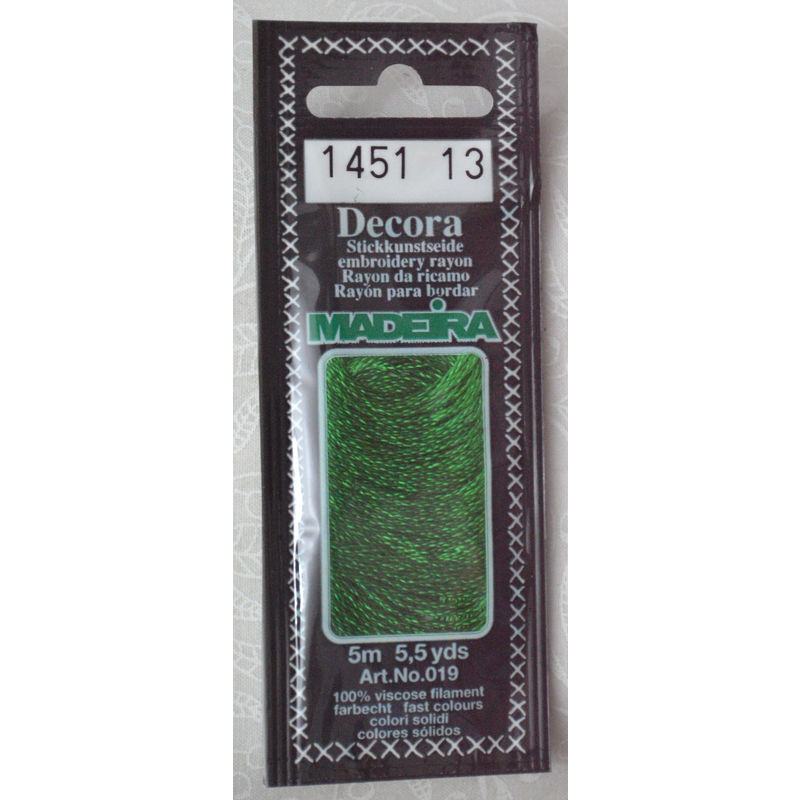 1451 13
Decora
Stickkunstseide
embroidery rayon
Rayon da ricamo
Rayón para bordar
MADEIRA
5m 5,5 yds
Art.No.019
100% viscose filament
farbecht fast colours
colori solidi
colores sólidos